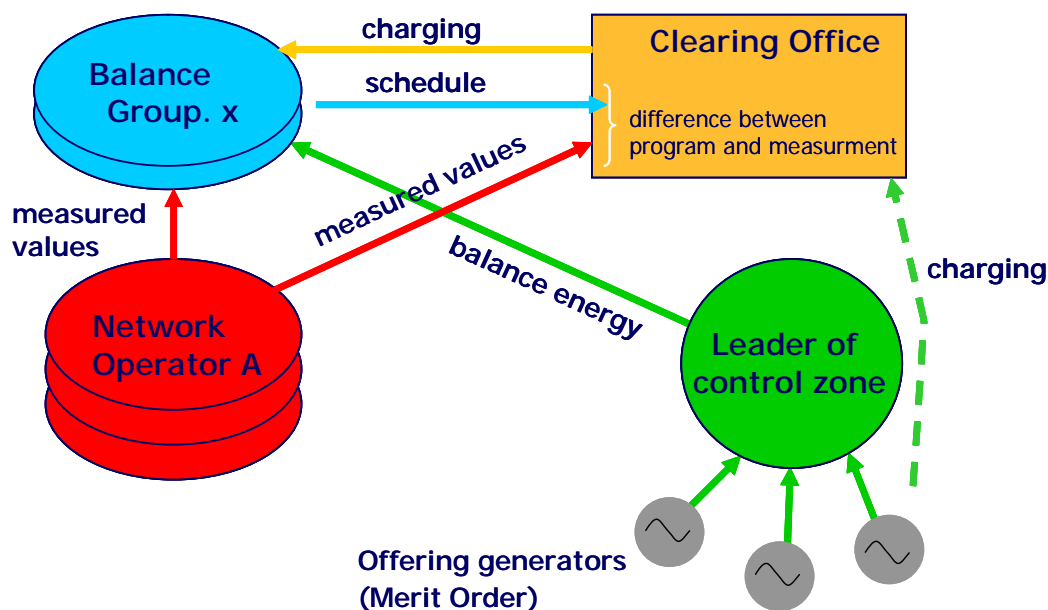 charging
Clearing Office
Balance
Group. x
schedule
difference between
program and measurment
measured values
measured
values
balance energy
charging
Network
Operator A
Leader of
control zone
Offering generators
(Merit Order)